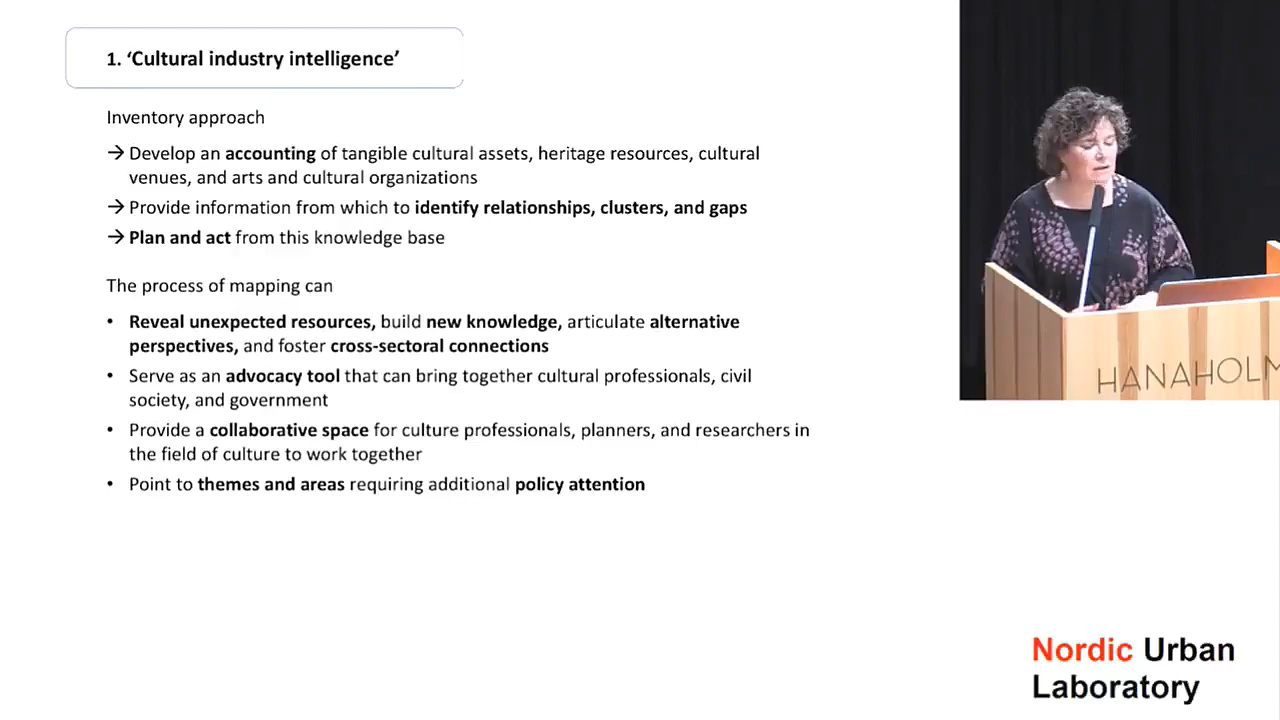 1. ‘Cultural industry intelligence’
Inventory approach
→ Develop an accounting of tangible cultural assets, heritage resources, cultural
venues, and arts and cultural organizations
→ Provide information from which to identify relationships, clusters, and gaps
→ Plan and act from this knowledge base
The process of mapping can
• Reveal unexpected resources, build new knowledge, articulate alternative
perspectives, and foster cross-sectoral connections
• Serve as an advocacy tool that can bring together cultural professionals, civil
society, and government
• Provide a collaborative space for culture professionals, planners, and researchers in
the field of culture to work together
• Point to themes and areas requiring additional policy attention
HANAHOLM
Nordic Urban
Laboratory